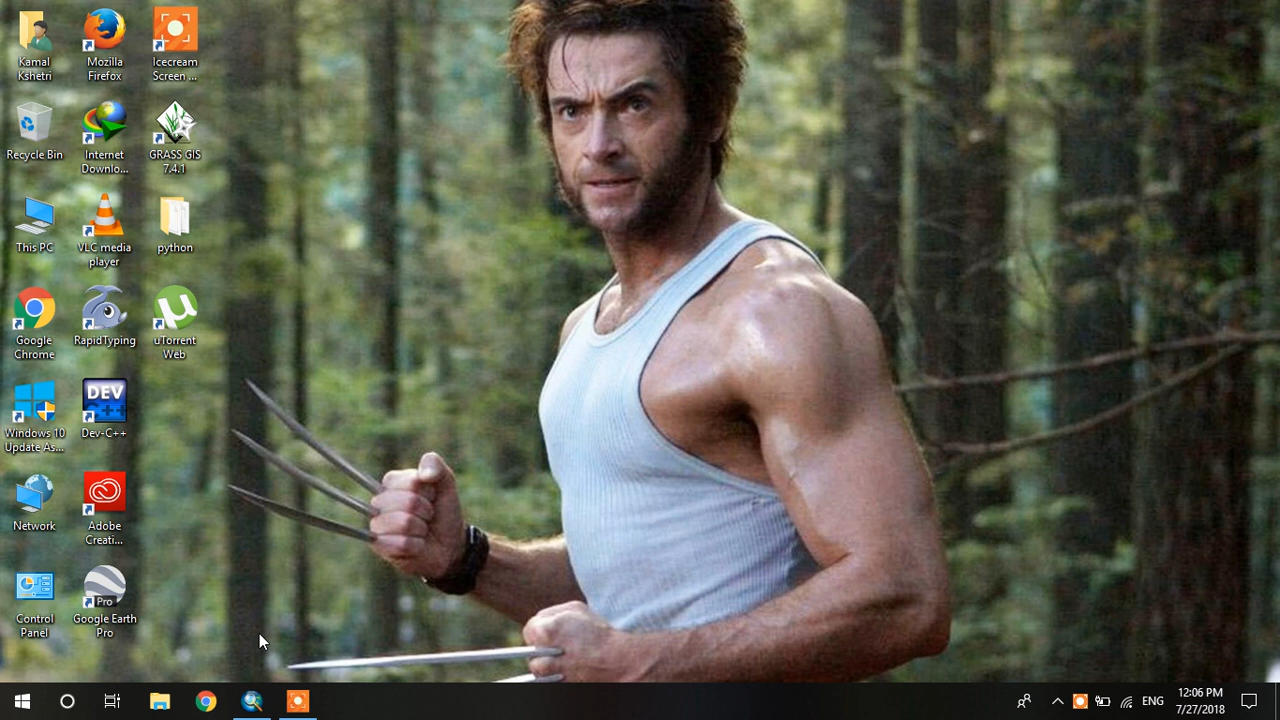 Kamal
Kshetri
Mozilla
Firefox
Icecream
Screen ...
Recycle Bin
Internet
Downlo...
GRASS GIS
7.4.1
This PC
VLC media
player
python
Google
Chrome
RapidTyping
uTorrent
Web
Windows 10
Update As...
DEV
C++
Dev-C++
Network
Adobe
Creati...
Control
Panel
Pro
Google Earth
Pro
ENG
12:06 PM
7/27/2018